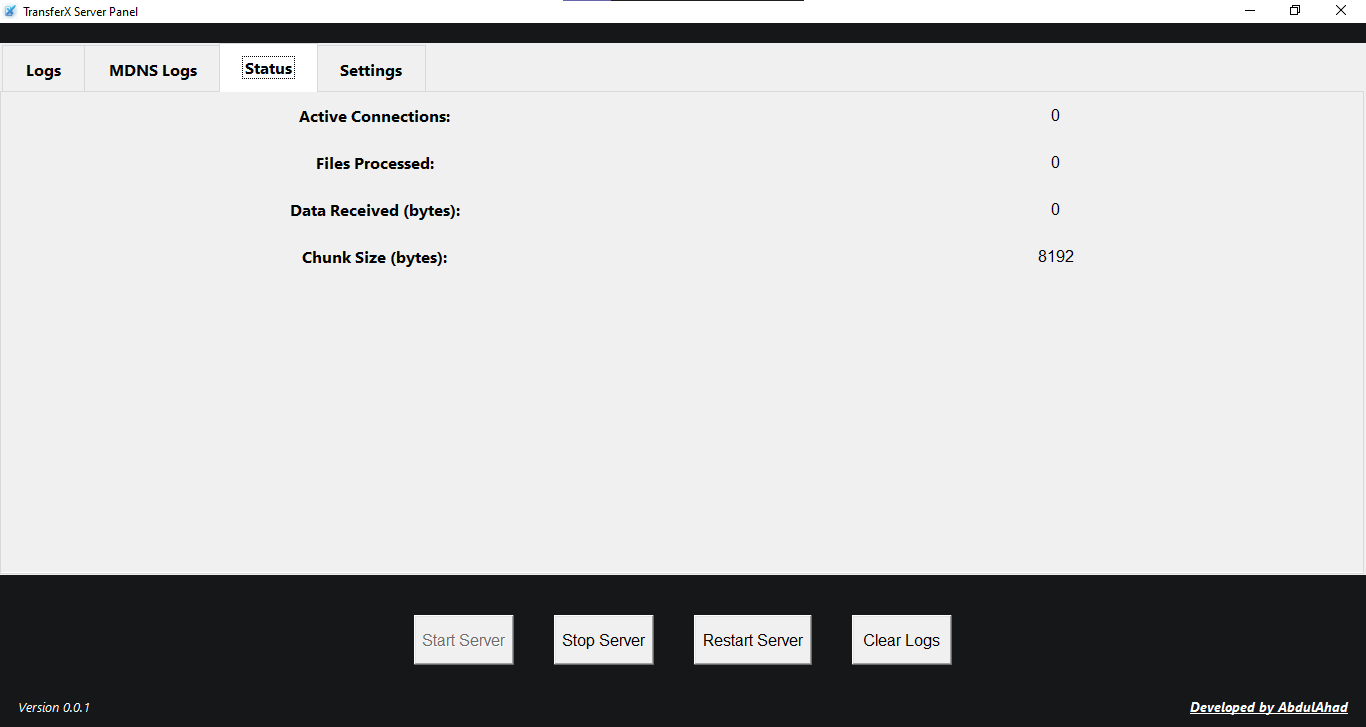 TransferX Server Panel
Logs MDNS Logs Status Settings
Active Connections: 0
Files Processed: 0
Data Received (bytes): 0
Chunk Size (bytes): 8192
Start Server Stop Server Restart Server Clear Logs
Version 0.0.1 Developed by AbdulAhad